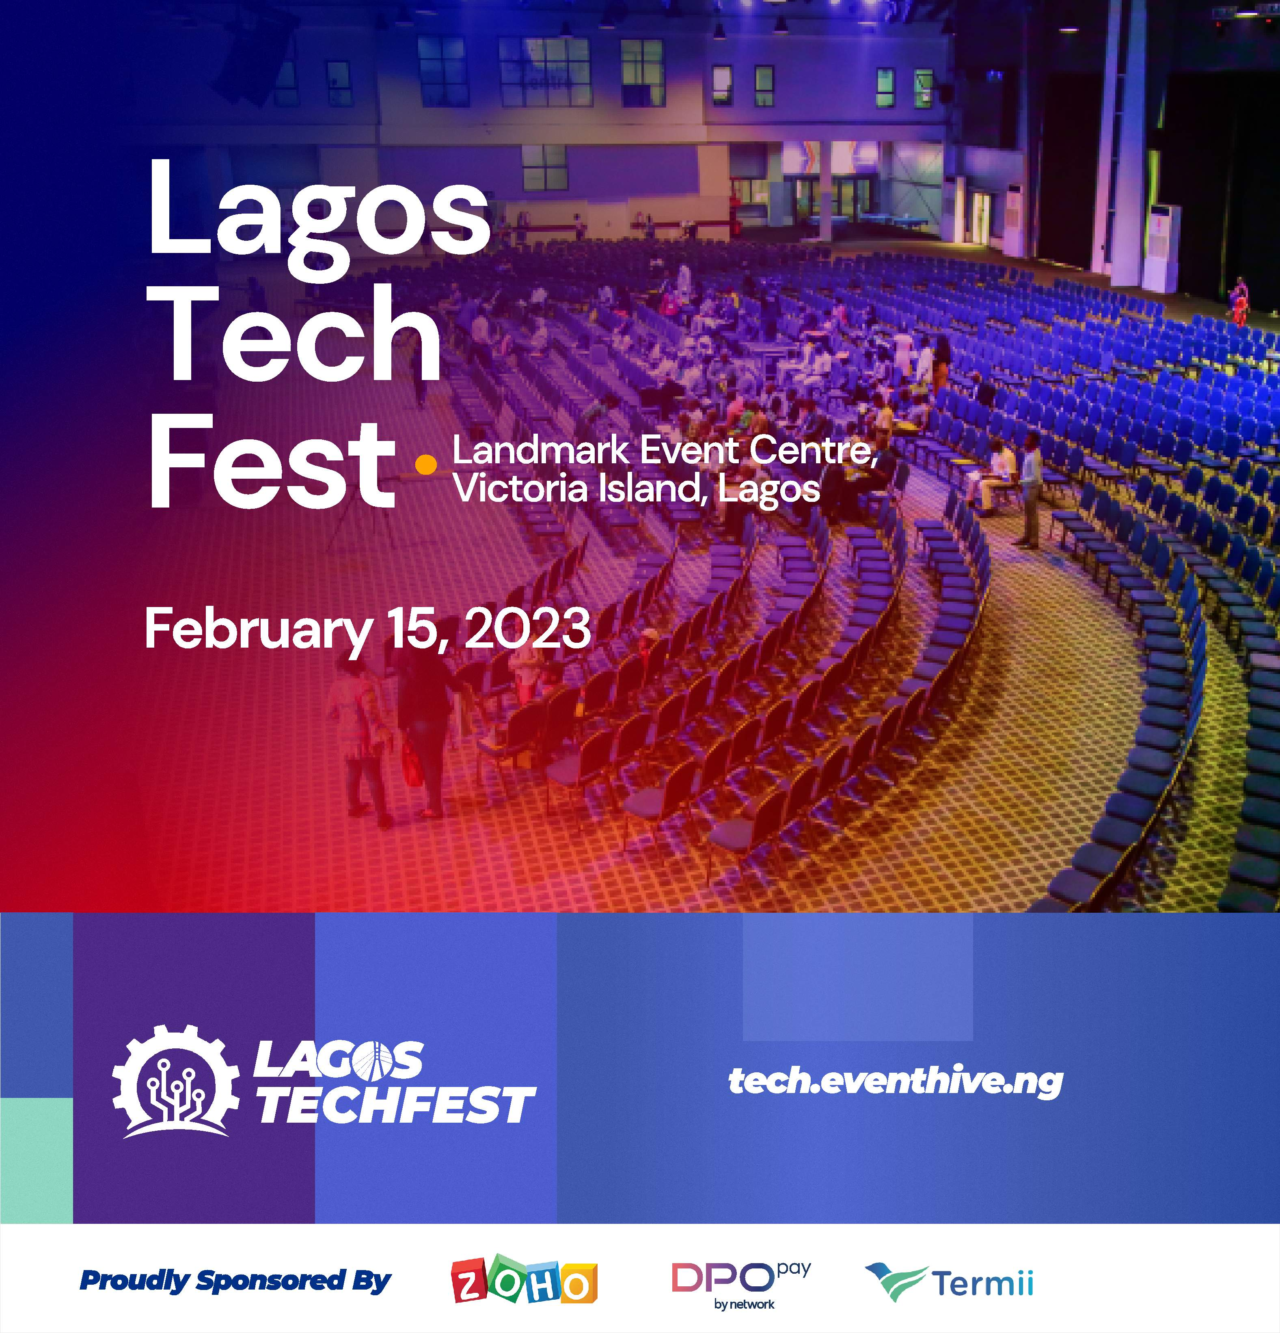 Lagos
Tech
Fest
Landmark Event Centre,
Victoria Island, Lagos
February 15, 2023
LAGOS
TECHFEST
tech.eventhive.ng
Proudly Sponsored By
ZOHO
DPO pay
by network
Termii